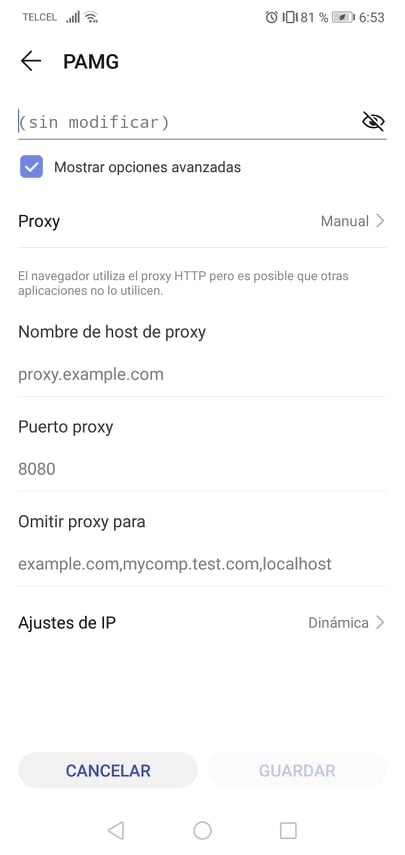 TELCEL 81 % 6:53
PAMG
(sin modificar)
Mostrar opciones avanzadas
Proxy Manual
El navegador utiliza el proxy HTTP pero es posible que otras
aplicaciones no lo utilicen.
Nombre de host de proxy
proxy.example.com
Puerto proxy
8080
Omitir proxy para
example.com,mycomp.test.com,localhost
Ajustes de IP Dinámica
CANCELAR GUARDAR